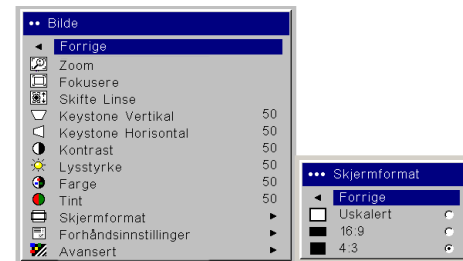 •• Bilde
Forrige
Zoom
Fokusere
Skifte Linse
Keystone Vertikal 50
Keystone Horisontal 50
Kontrast 50
Lysstyrke 50
Farge 50
Tint 50
Skjermformat
Forhåndsinnstillinger
Avansert
••• Skjermformat
Forrige
Uskalert
16:9
4:3